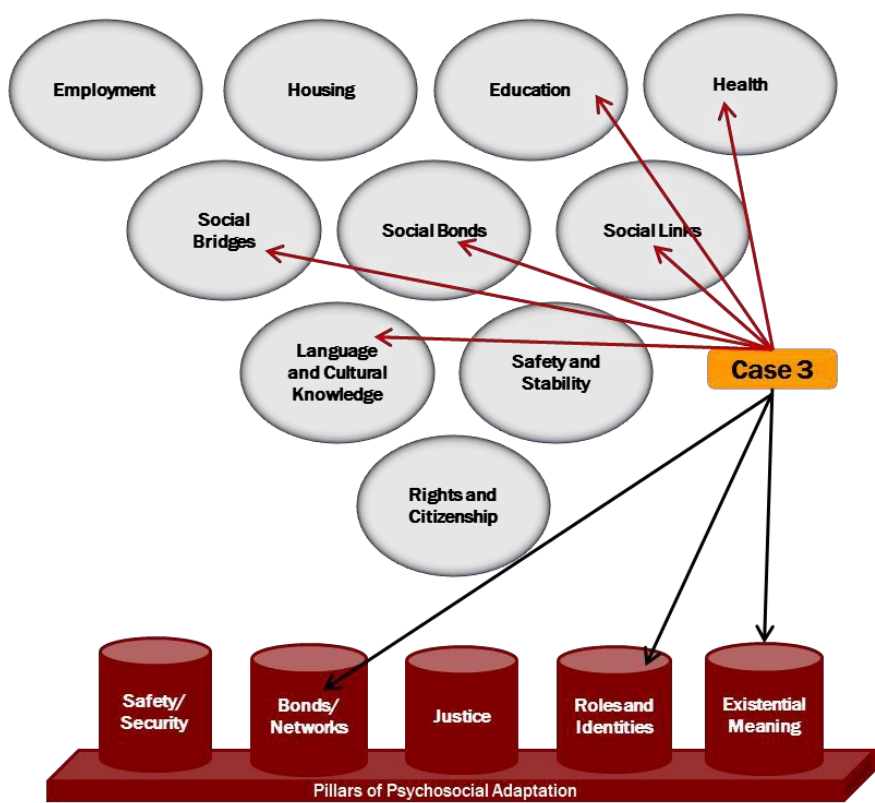 Employment
Housing
Education
Health
Social
Bridges
Social Bonds
Social Links
Language
and Cultural
Knowledge
Safety and
Stability
Case 3
Rights and
Citizenship
Safety/
Security
Bonds/
Networks
Justice
Roles and
Identities
Existential
Meaning
Pillars of Psychosocial Adaptation